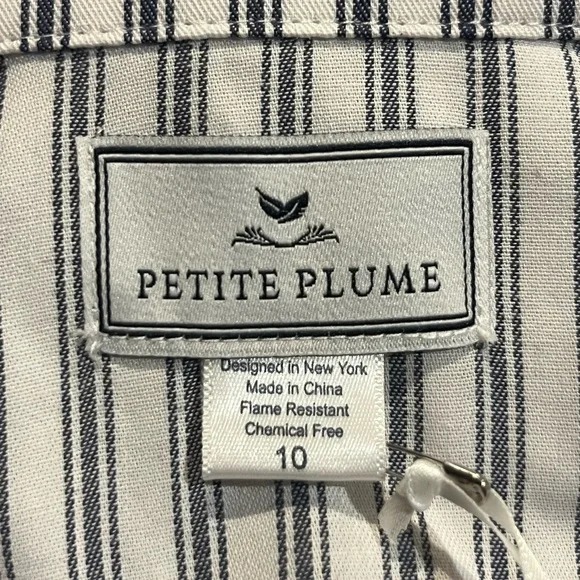 PETITE PLUME
Designed in New York
Made in China
Flame Resistant
Chemical Free
10